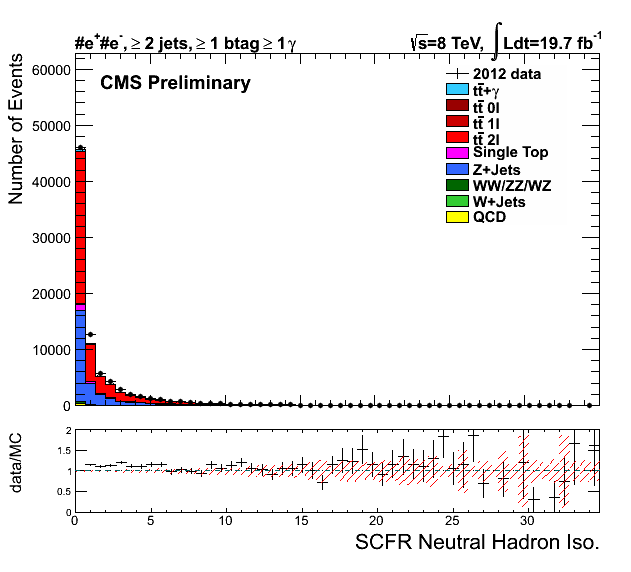 #e⁺#e⁻, ≥ 2 jets, ≥ 1 btag ≥ 1 γ
√s=8 TeV, ∫ Ldt=19.7 fb⁻¹
Number of Events
60000
50000
40000
30000
20000
10000
0
CMS Preliminary
2012 data
tt̄+γ
tt̄ 0l
tt̄ 1l
tt̄ 2l
Single Top
Z+Jets
WW/ZZ/WZ
W+Jets
QCD
data/MC
2
1.5
1
0.5
0
0 5 10 15 20 25 30
SCFR Neutral Hadron Iso.